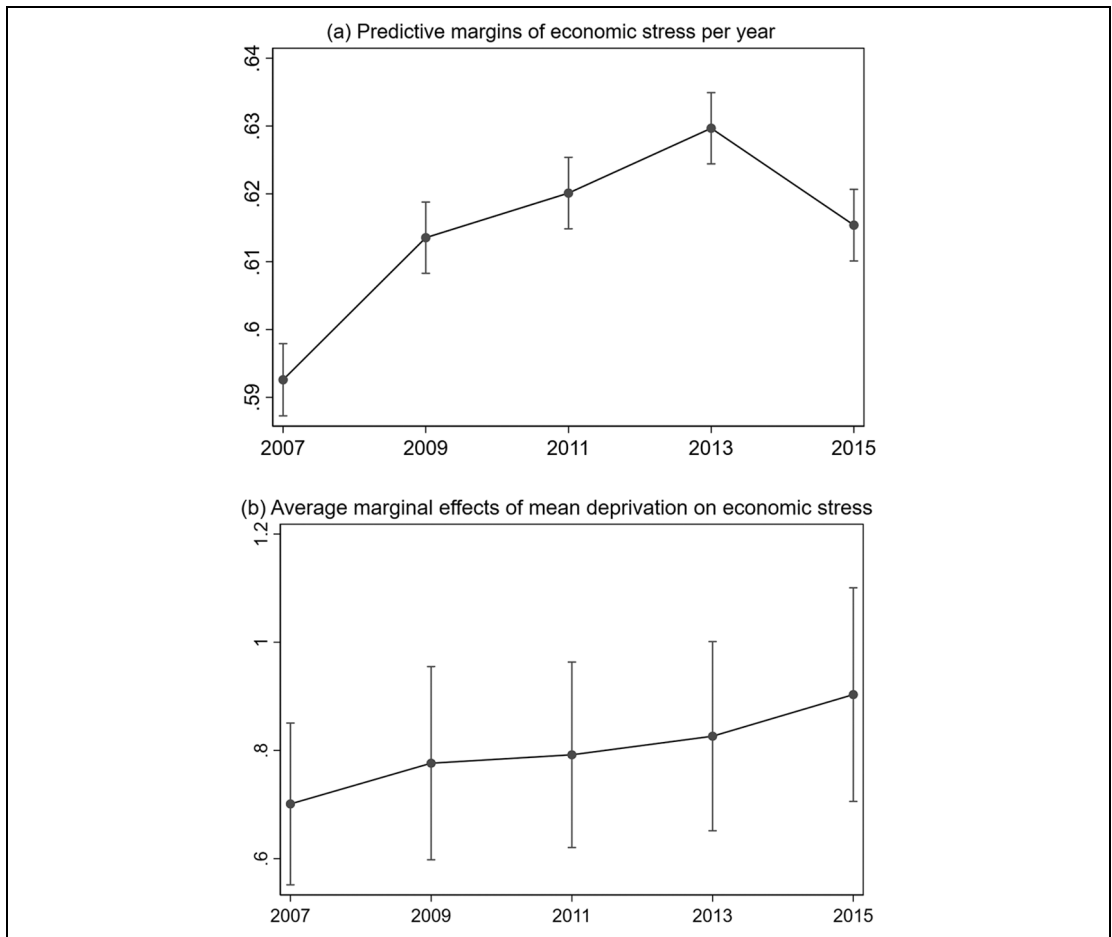 (a) Predictive margins of economic stress per year
.64
.63
.62
.61
.6
.59
2007 2009 2011 2013 2015
(b) Average marginal effects of mean deprivation on economic stress
1.2
1
.8
.6
2007 2009 2011 2013 2015